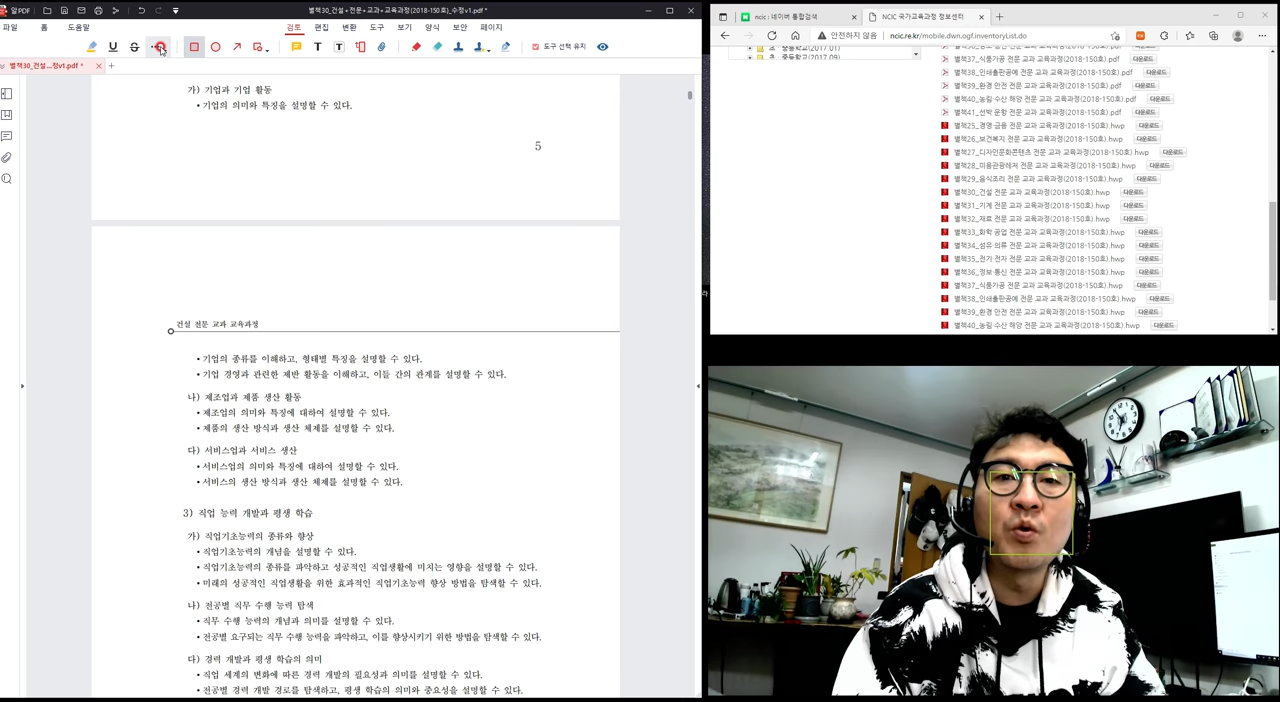 알PDF
별책30_건설+전문+교과+교육과정(2018-150호)_수정v1.pdf *
파일 홈 도움말 검토 편집 변환 도구 보기 양식 보안 페이지
도구 선택 유지
별책30_건설...정v1.pdf *
가) 기업과 기업 활동
• 기업의 의미와 특징을 설명할 수 있다.
5
건설 전문 교과 교육과정
• 기업의 종류를 이해하고, 형태별 특징을 설명할 수 있다.
• 기업 경영과 관련한 제반 활동을 이해하고, 이들 간의 관계를 설명할 수 있다.
나) 제조업과 제품 생산 활동
• 제조업의 의미와 특징에 대하여 설명할 수 있다.
• 제품의 생산 방식과 생산 체제를 설명할 수 있다.
다) 서비스업과 서비스 생산
• 서비스업의 의미와 특징에 대하여 설명할 수 있다.
• 서비스의 생산 방식과 생산 체제를 설명할 수 있다.
3) 직업 능력 개발과 평생 학습
가) 직업기초능력의 종류와 향상
• 직업기초능력의 개념을 설명할 수 있다.
• 직업기초능력의 종류를 파악하고 성공적인 직업생활에 미치는 영향을 설명할 수 있다.
• 미래의 성공적인 직업생활을 위한 효과적인 직업기초능력 향상 방법을 탐색할 수 있다.
나) 전공별 직무 수행 능력 탐색
• 직무 수행 능력의 개념과 의미를 설명할 수 있다.
• 전공별 요구되는 직무 수행 능력을 파악하고, 이를 향상시키기 위한 방법을 탐색할 수 있다.
다) 경력 개발과 평생 학습의 의미
• 직업 세계의 변화에 따른 경력 개발의 필요성과 의미를 설명할 수 있다.
• 전공별 경력 개발 경로를 탐색하고, 평생 학습의 의미와 중요성을 설명할 수 있다.
ncic : 네이버 통합검색
NCIC 국가교육과정 정보센터
안전하지 않음 ncic.re.kr/mobile.dwn.ogf.inventoryList.do
초ㆍ중등학교(2017.01)
초ㆍ중등학교(2017.09)
별책37_식품가공 전문 교과 교육과정(2018-150호).pdf 다운로드
별책38_인쇄출판공예 전문 교과 교육과정(2018-150호).pdf 다운로드
별책39_환경 안전 전문 교과 교육과정(2018-150호).pdf 다운로드
별책40_농림·수산 해양 전문 교과 교육과정(2018-150호).pdf 다운로드
별책41_선박 운항 전문 교과 교육과정(2018-150호).pdf 다운로드
별책25_경영·금융 전문 교과 교육과정(2018-150호).hwp 다운로드
별책26_보건복지 전문 교과 교육과정(2018-150호).hwp 다운로드
별책27_디자인문화콘텐츠 전문 교과 교육과정(2018-150호).hwp 다운로드
별책28_미용관광레저 전문 교과 교육과정(2018-150호).hwp 다운로드
별책29_음식조리 전문 교과 교육과정(2018-150호).hwp 다운로드
별책30_건설 전문 교과 교육과정(2018-150호).hwp 다운로드
별책31_기계 전문 교과 교육과정(2018-150호).hwp 다운로드
별책32_재료 전문 교과 교육과정(2018-150호).hwp 다운로드
별책33_화학 공업 전문 교과 교육과정(2018-150호).hwp 다운로드
별책34_섬유·의류 전문 교과 교육과정(2018-150호).hwp 다운로드
별책35_전기·전자 전문 교과 교육과정(2018-150호).hwp 다운로드
별책36_정보·통신 전문 교과 교육과정(2018-150호).hwp 다운로드
별책37_식품가공 전문 교과 교육과정(2018-150호).hwp 다운로드
별책38_인쇄출판공예 전문 교과 교육과정(2018-150호).hwp 다운로드
별책39_환경 안전 전문 교과 교육과정(2018-150호).hwp 다운로드
별책40_농림·수산 해양 전문 교과 교육과정(2018-150호).hwp 다운로드